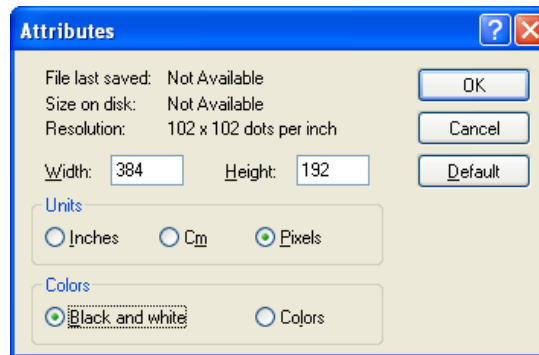 Attributes
File last saved: Not Available
Size on disk: Not Available
Resolution: 102 x 102 dots per inch
OK
Cancel
Default
Width: 384 Height: 192
Units
Inches Cm Pixels
Colors
Black and white Colors